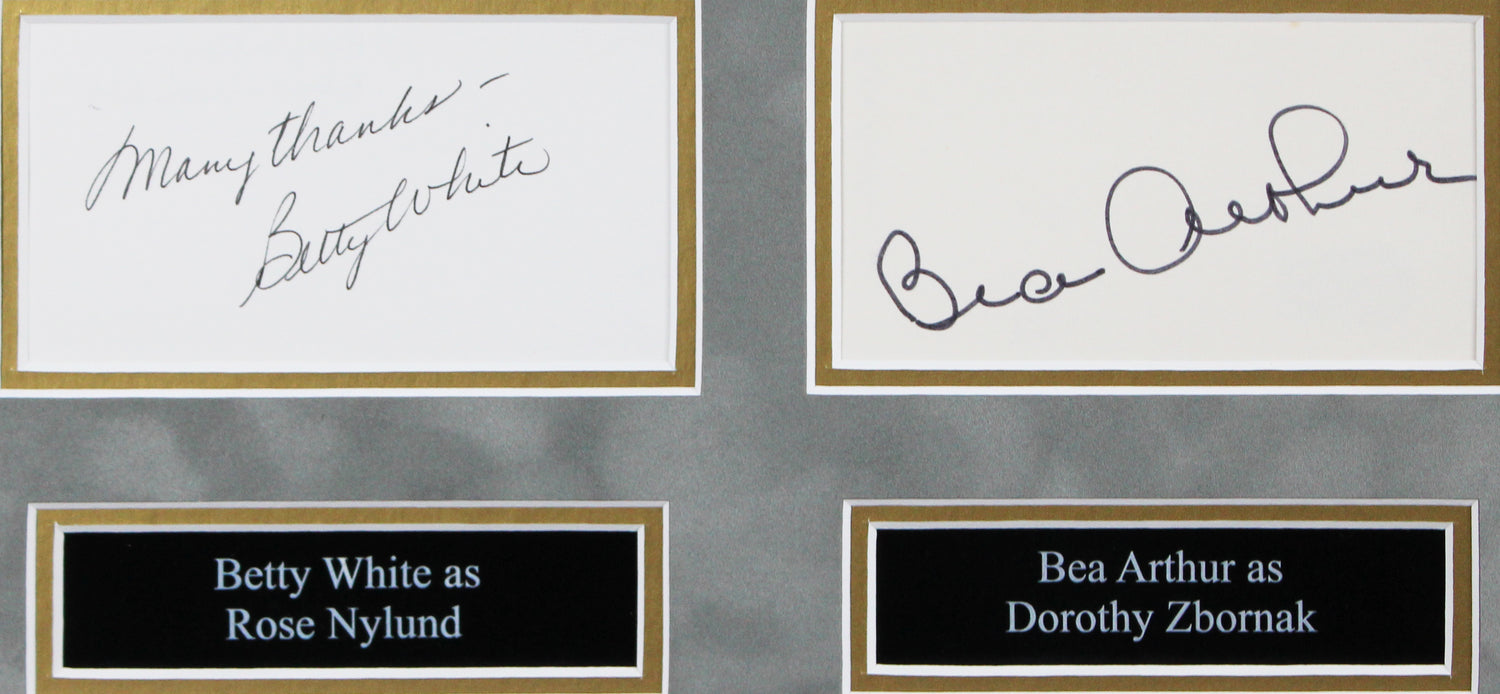 Many thanks -
Betty White
Bea Arthur
Betty White as
Rose Nylund
Bea Arthur as
Dorothy Zbornak